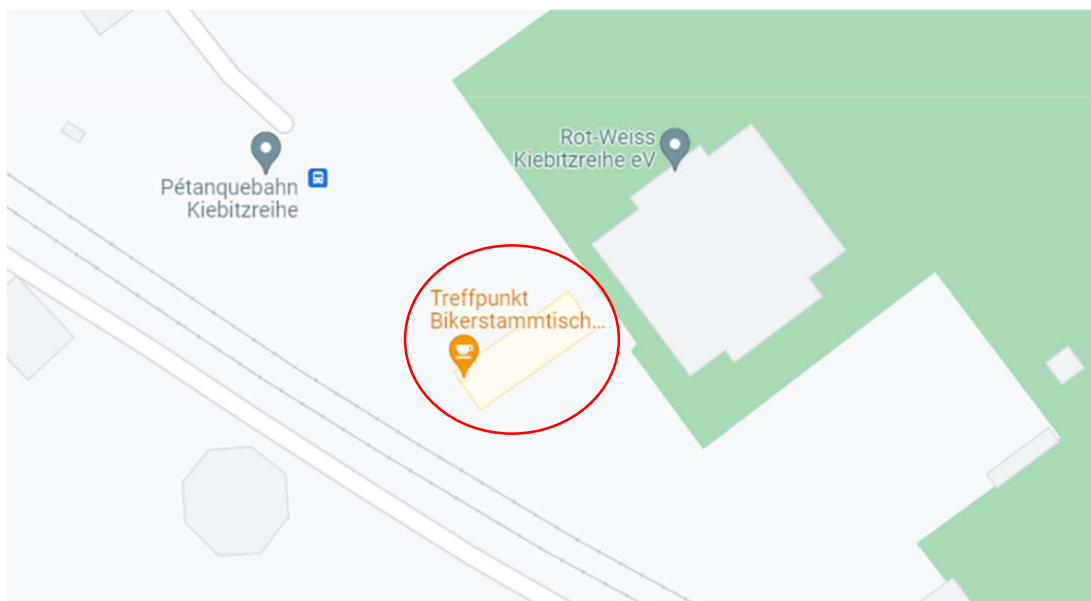 Rot-Weiss
Kiebitzreihe eV
Pétanquebahn
Kiebitzreihe
Treffpunkt
Bikerstammtisch...